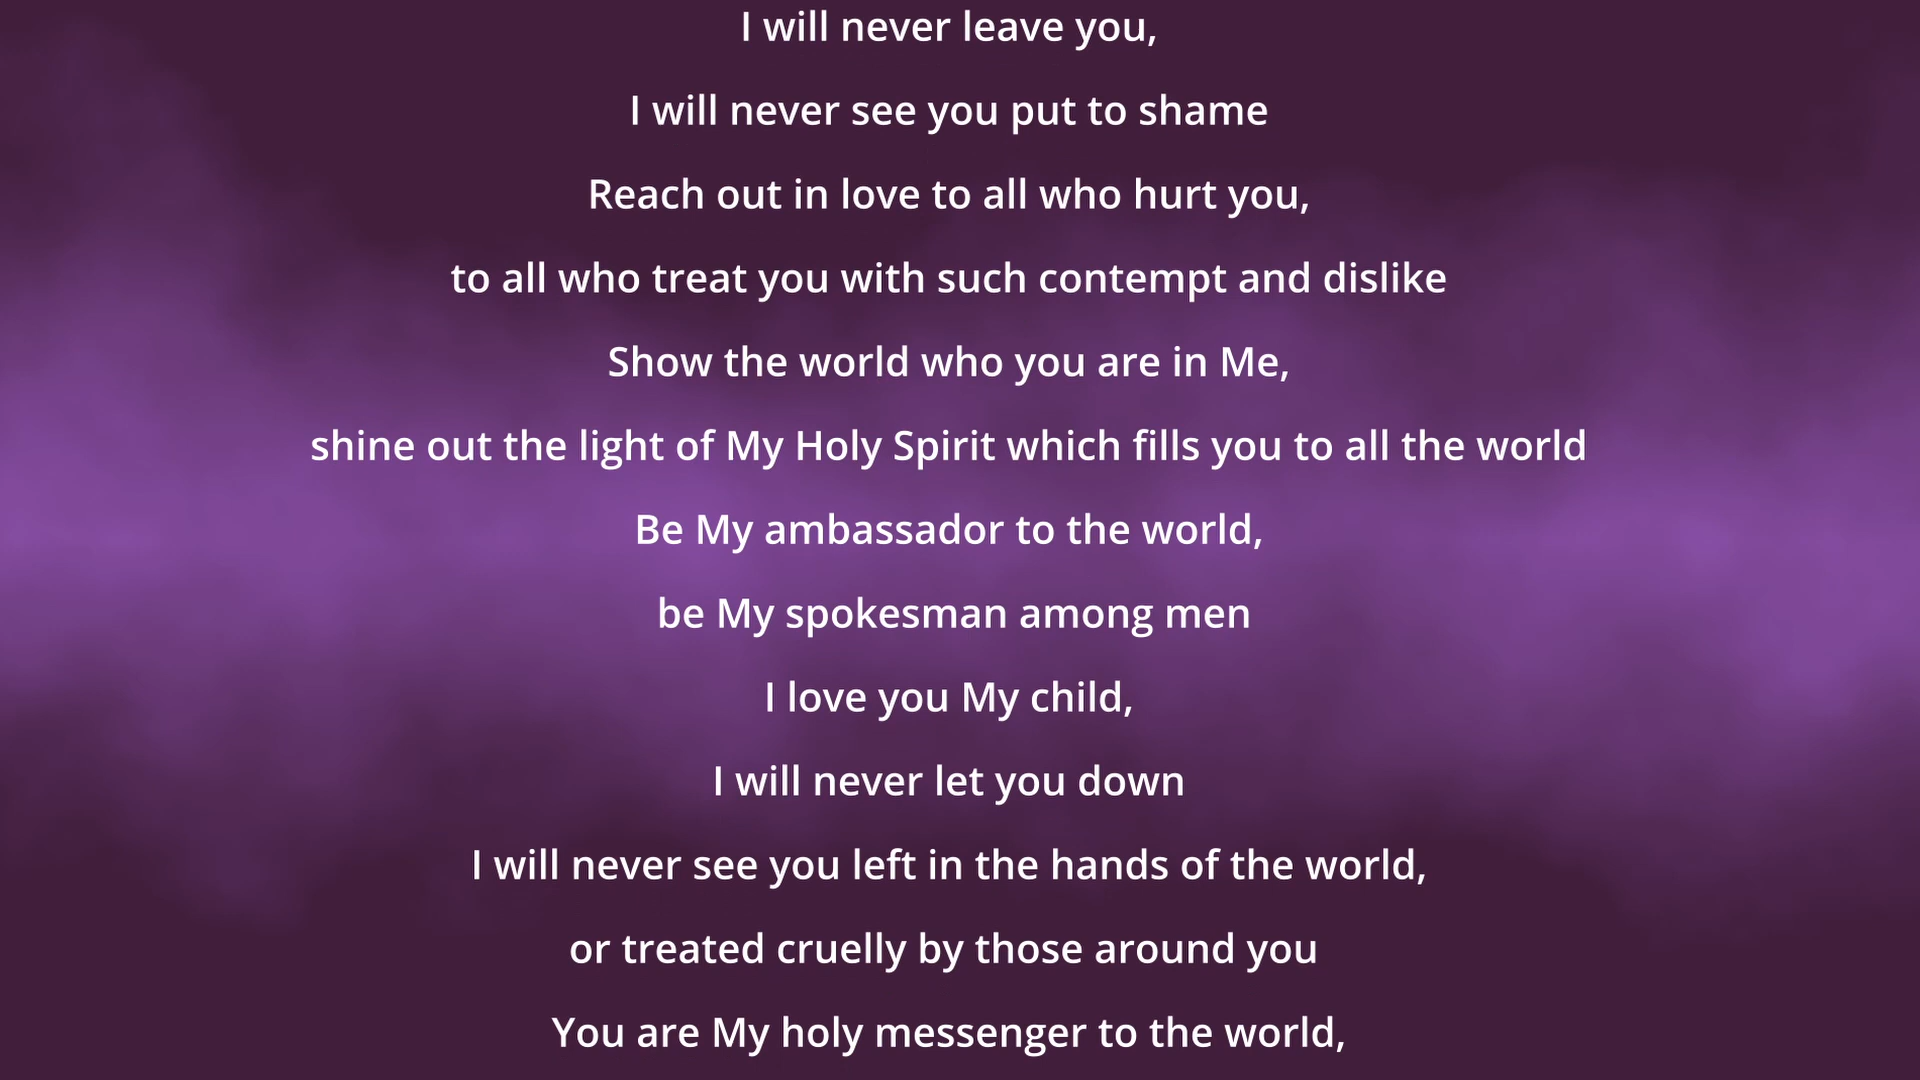 I will never leave you,
I will never see you put to shame
Reach out in love to all who hurt you,
to all who treat you with such contempt and dislike
Show the world who you are in Me,
shine out the light of My Holy Spirit which fills you to all the world
Be My ambassador to the world,
be My spokesman among men
I love you My child,
I will never let you down
I will never see you left in the hands of the world,
or treated cruelly by those around you
You are My holy messenger to the world,